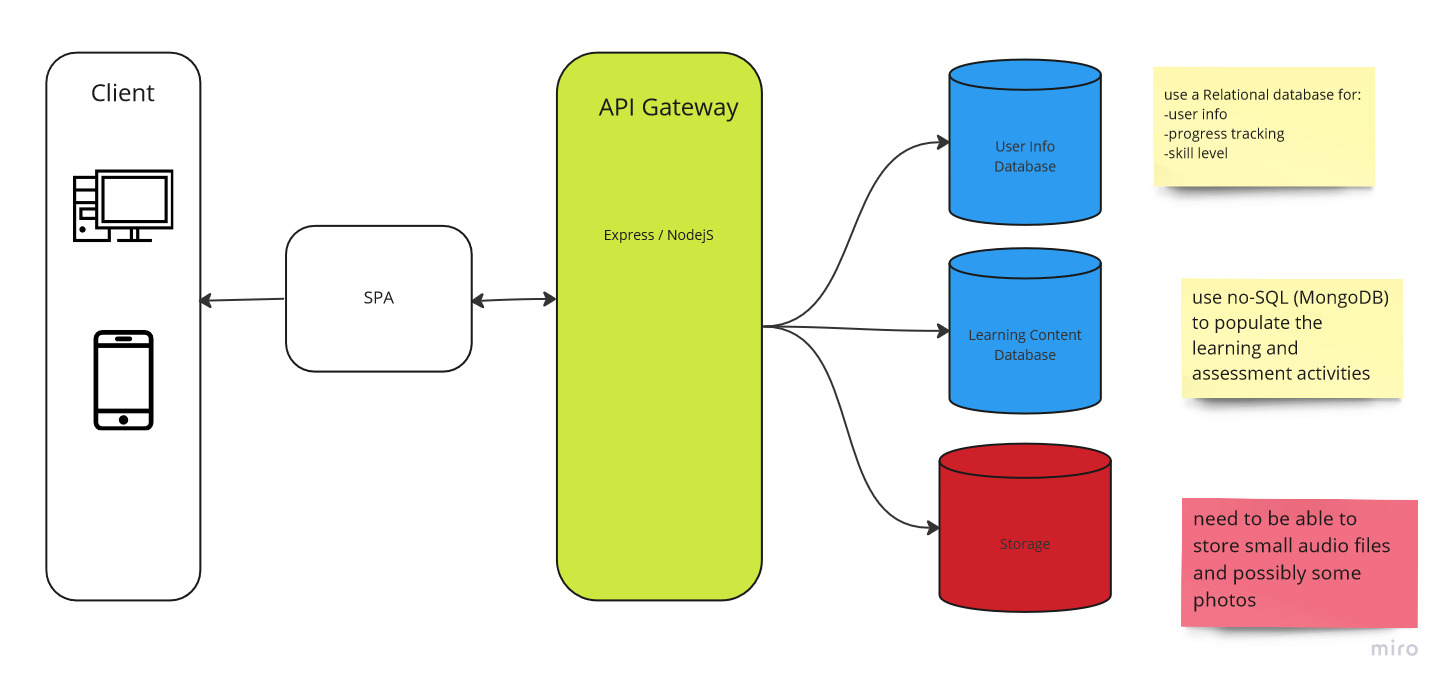 Client
SPA
API Gateway
Express / NodejS
User Info
Database
Learning Content
Database
Storage
use a Relational database for:
-user info
-progress tracking
-skill level
use no-SQL (MongoDB)
to populate the
learning and
assessment activities
need to be able to
store small audio files
and possibly some
photos
miro